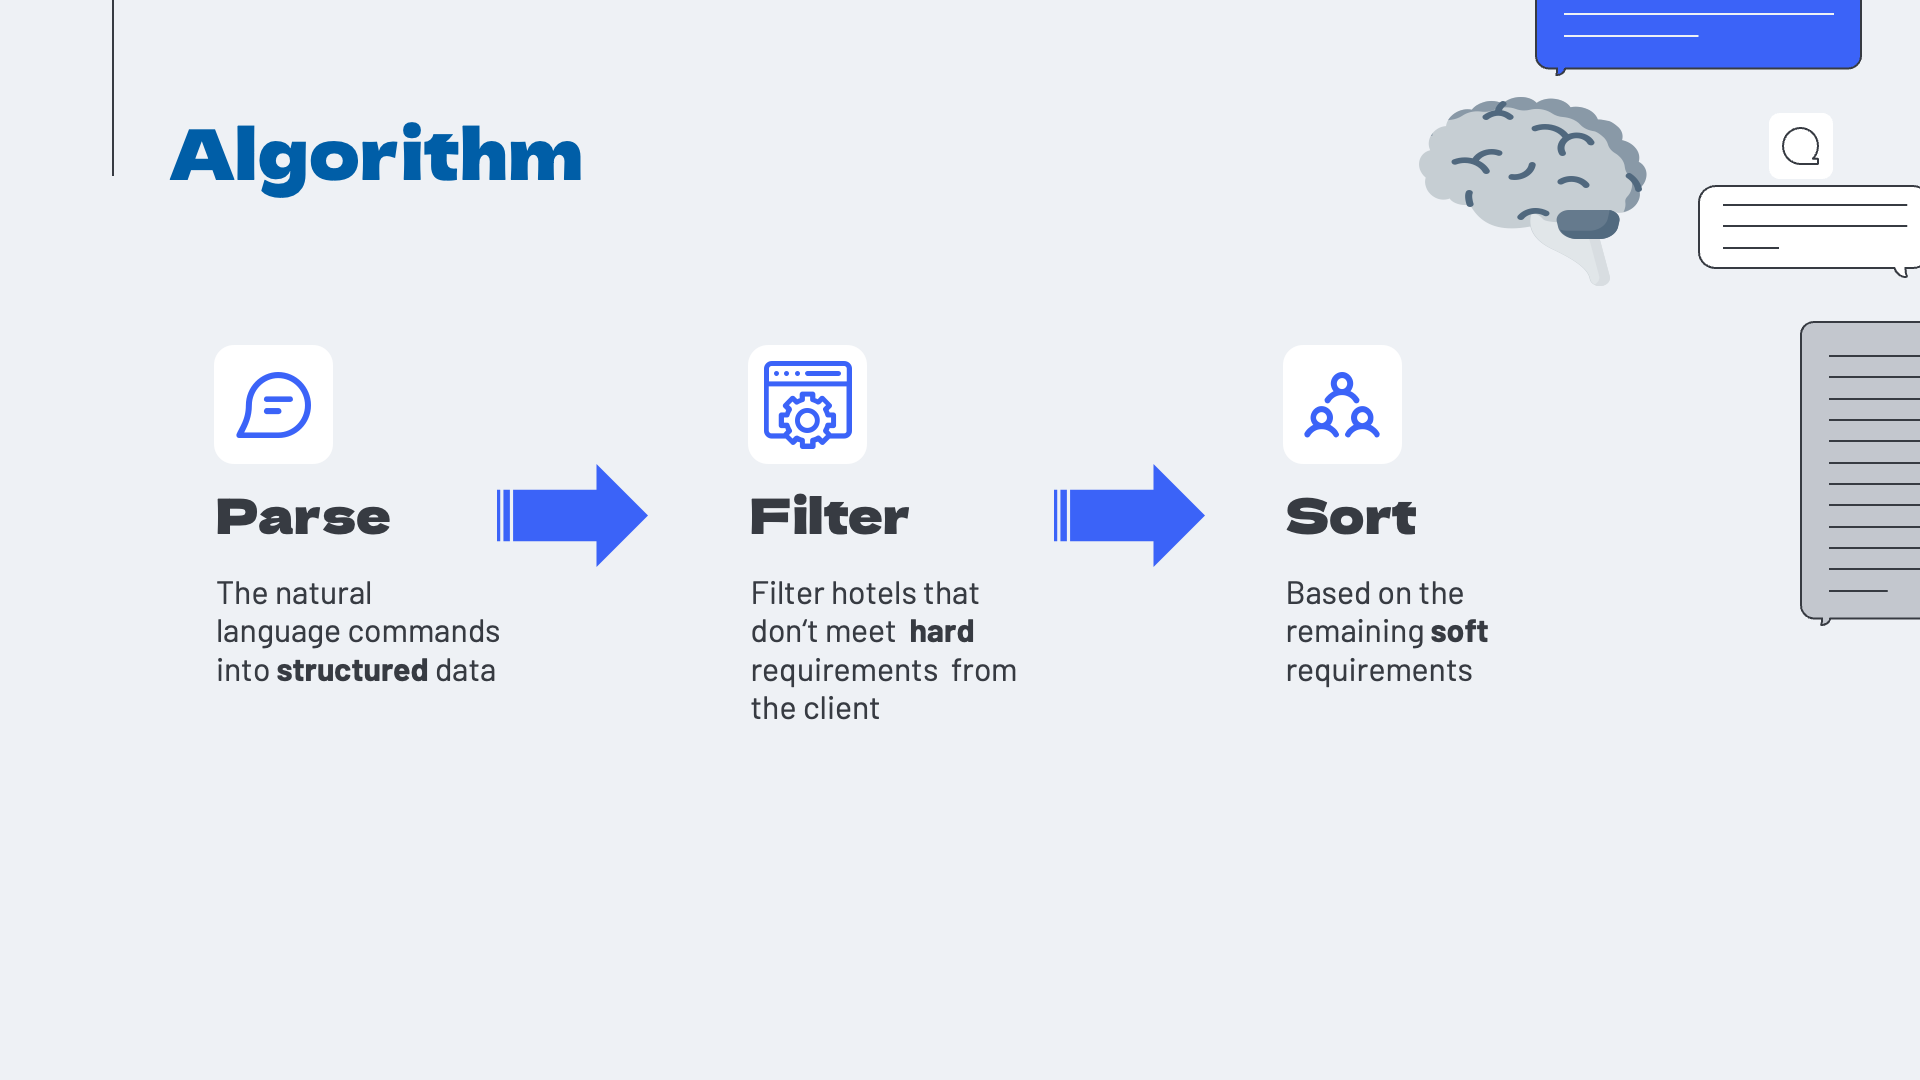 Algorithm
Parse
The natural
language commands
into structured data
Filter
Filter hotels that
don‘t meet  hard
requirements  from
the client
Sort
Based on the
remaining soft
requirements